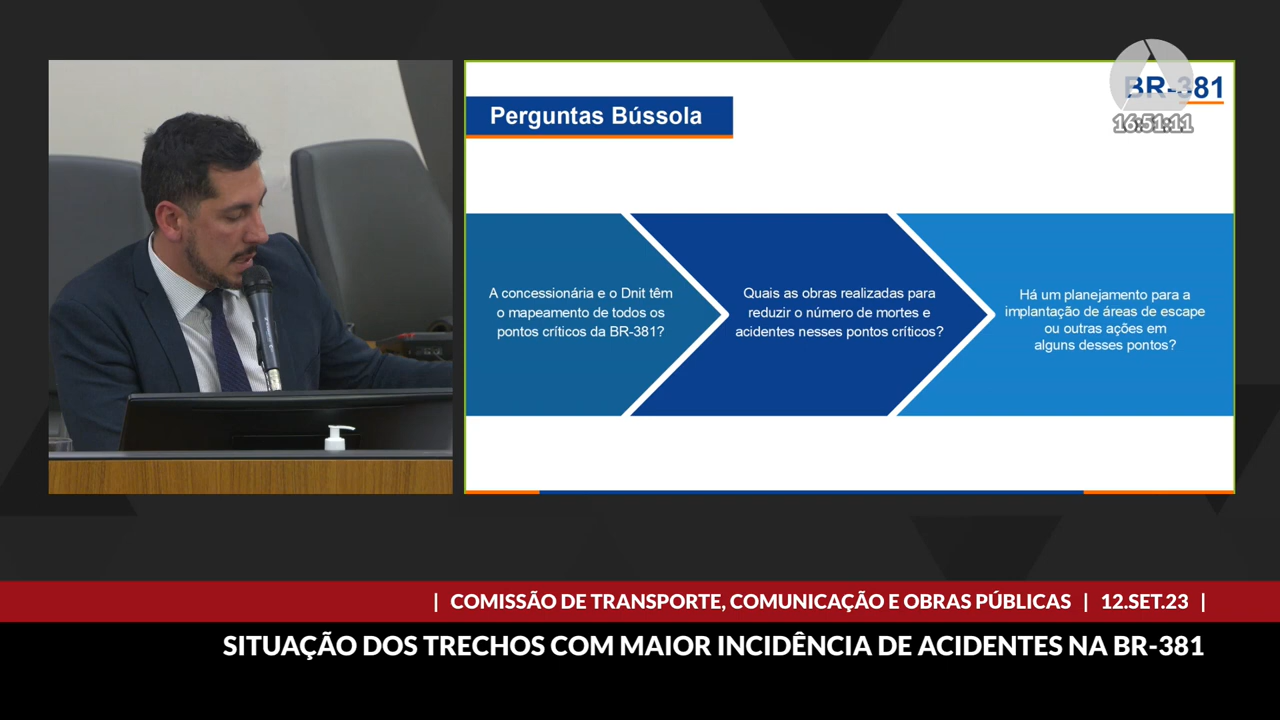 BR-381
16:51:11
Perguntas Bússola
A concessionária e o Dnit têm
o mapeamento de todos os
pontos críticos da BR-381?
Quais as obras realizadas para
reduzir o número de mortes e
acidentes nesses pontos críticos?
Há um planejamento para a
implantação de áreas de escape
ou outras ações em
alguns desses pontos?
| COMISSÃO DE TRANSPORTE, COMUNICAÇÃO E OBRAS PÚBLICAS | 12.SET.23 |
SITUAÇÃO DOS TRECHOS COM MAIOR INCIDÊNCIA DE ACIDENTES NA BR-381